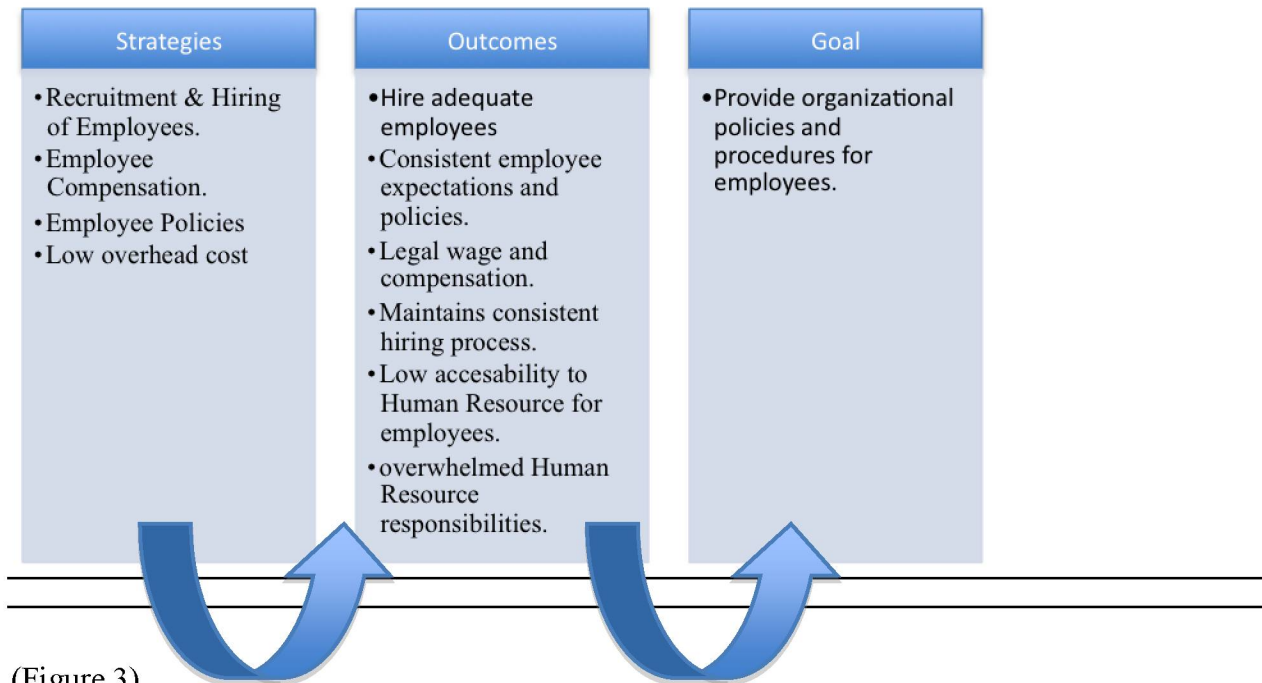 Strategies
•Recruitment & Hiring
of Employees.
•Employee
Compensation.
•Employee Policies
•Low overhead cost
Outcomes
•Hire adequate
employees
•Consistent employee
expectations and
policies.
•Legal wage and
compensation.
•Maintains consistent
hiring process.
•Low accesability to
Human Resource for
employees.
•overwhelmed Human
Resource
responsibilities.
Goal
•Provide organizational
policies and
procedures for
employees.
(Figure 3)